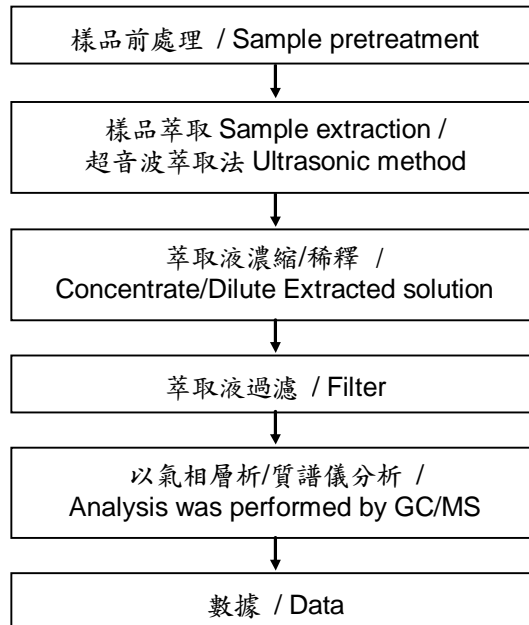 樣品前處理 / Sample pretreatment
樣品萃取 Sample extraction /
超音波萃取法 Ultrasonic method
萃取液濃縮/稀釋 /
Concentrate/Dilute Extracted solution
萃取液過濾 / Filter
以氣相層析/質譜儀分析 /
Analysis was performed by GC/MS
數據 / Data